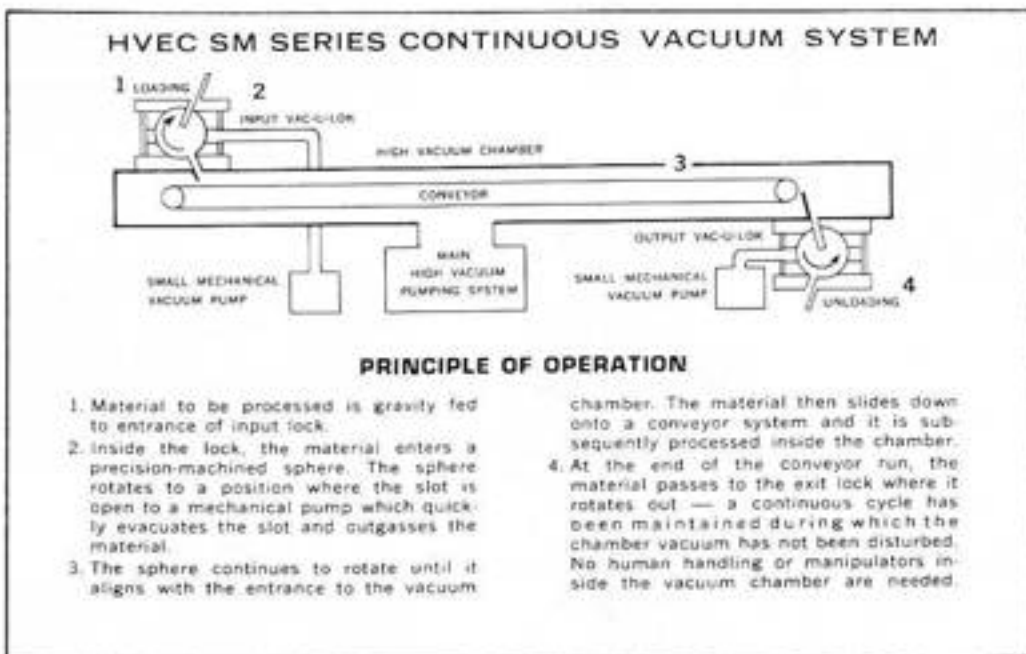 HVEC SM SERIES CONTINUOUS VACUUM SYSTEM
1 LOADING
2
INPUT VAC-U-LOK
HIGH VACUUM CHAMBER
3
CONVEYOR
OUTPUT VAC-U-LOK
SMALL MECHANICAL
VACUUM PUMP
MAIN
HIGH VACUUM
PUMPING SYSTEM
SMALL MECHANICAL
VACUUM PUMP
4
UNLOADING
PRINCIPLE OF OPERATION
1. Material to be processed is gravity fed
to entrance of input lock.
2. Inside the lock, the material enters a
precision-machined sphere. The sphere
rotates to a position where the slot is
open to a mechanical pump which quick-
ly evacuates the slot and outgasses the
material.
3. The sphere continues to rotate until it
aligns with the entrance to the vacuum
chamber. The material then slides down
onto a conveyor system and it is sub-
sequently processed inside the chamber.
4. At the end of the conveyor run, the
material passes to the exit lock where it
rotates out — a continuous cycle has
been maintained during which the
chamber vacuum has not been disturbed.
No human handling or manipulators in-
side the vacuum chamber are needed.